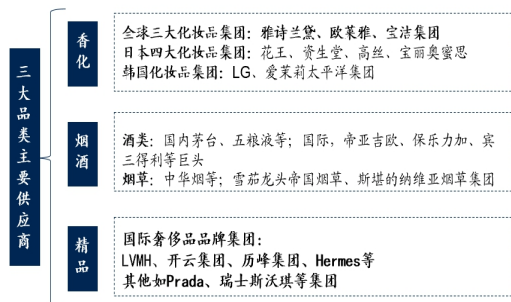 三大品类主要供应商
香化
全球三大化妆品集团：雅诗兰黛、欧莱雅、宝洁集团
日本四大化妆品集团：花王、资生堂、高丝、宝丽奥蜜思
韩国化妆品集团：LG、爱茉莉太平洋集团
烟酒
酒类：国内茅台、五粮液等；国际，帝亚吉欧、保乐力加、宾
三得利等巨头
烟草：中华烟等；雪茄龙头帝国烟草、斯堪的纳维亚烟草集团
精品
国际奢侈品品牌集团：
LVMH、开云集团、历峰集团、Hermes等
其他如Prada、瑞士斯沃琪等集团